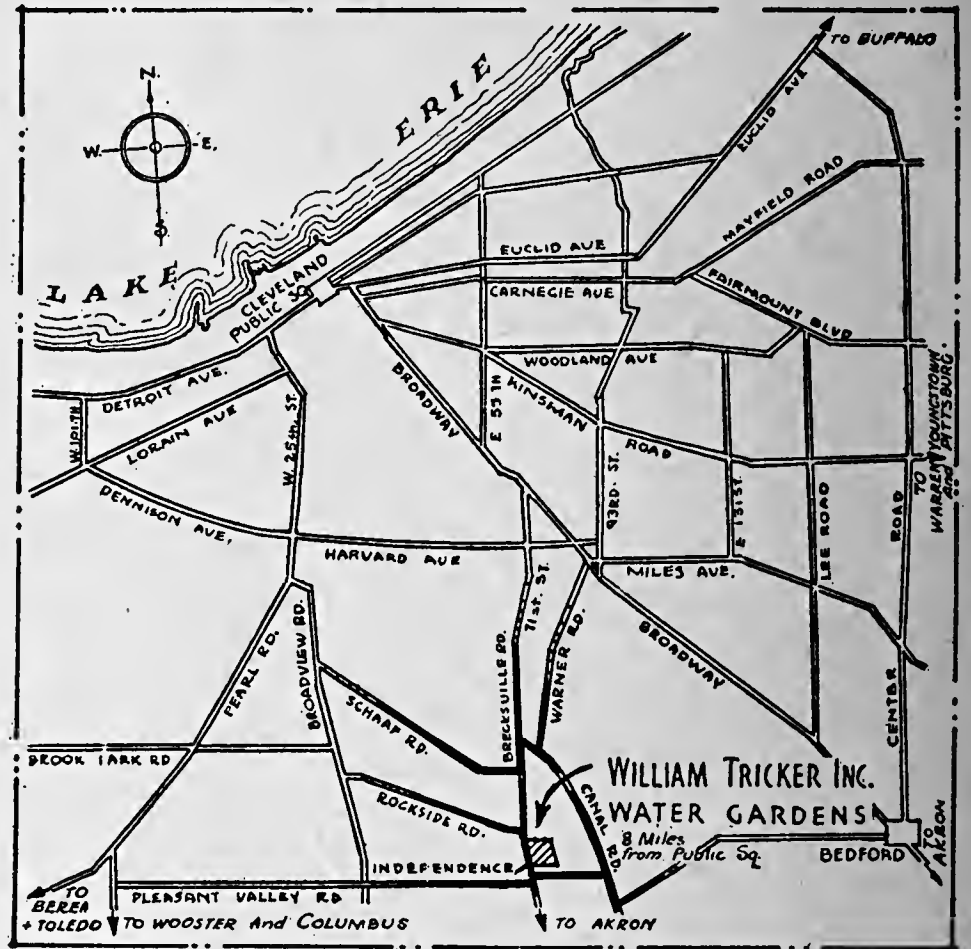 TO BUFFALO
N.
W. E.
S
LAKE ERIE
EUCLID AVE
MAYFIELD ROAD
EUCLID AVE
CLEVELAND
PUBLIC SQ.
CARNEGIE AVE
FAIRMOUNT BLVD
WOODLAND AVE
DETROIT AVE.
BROADWAY
E 55TH
KINSMAN
ROAD
W. 101 TH
LORAIN AVE
W. 25TH ST.
TO
WARREN YOUNGSTOWN
and PITTSBURG.
DENNISON AVE.
93RD. ST.
E 131 ST.
LEE ROAD
ROAD
HARVARD AVE
MILES AVE.
71 ST. ST.
WARNER RD.
BROADWAY
PEARL RD.
BROADVIEW RD.
BRECKSVILLE RD.
SCHAAF RD.
CENTER
BROOK PARK RD
ROCKSIDE RD.
CANAL RD.
WILLIAM TRICKER INC.
WATER GARDENS
8 Miles
from Public Sq
BEDFORD
TO
AKRON
INDEPENDENCE
PLEASANT VALLEY RD
TO
BEREA
+ TOLEDO
TO WOOSTER And COLUMBUS
TO AKRON